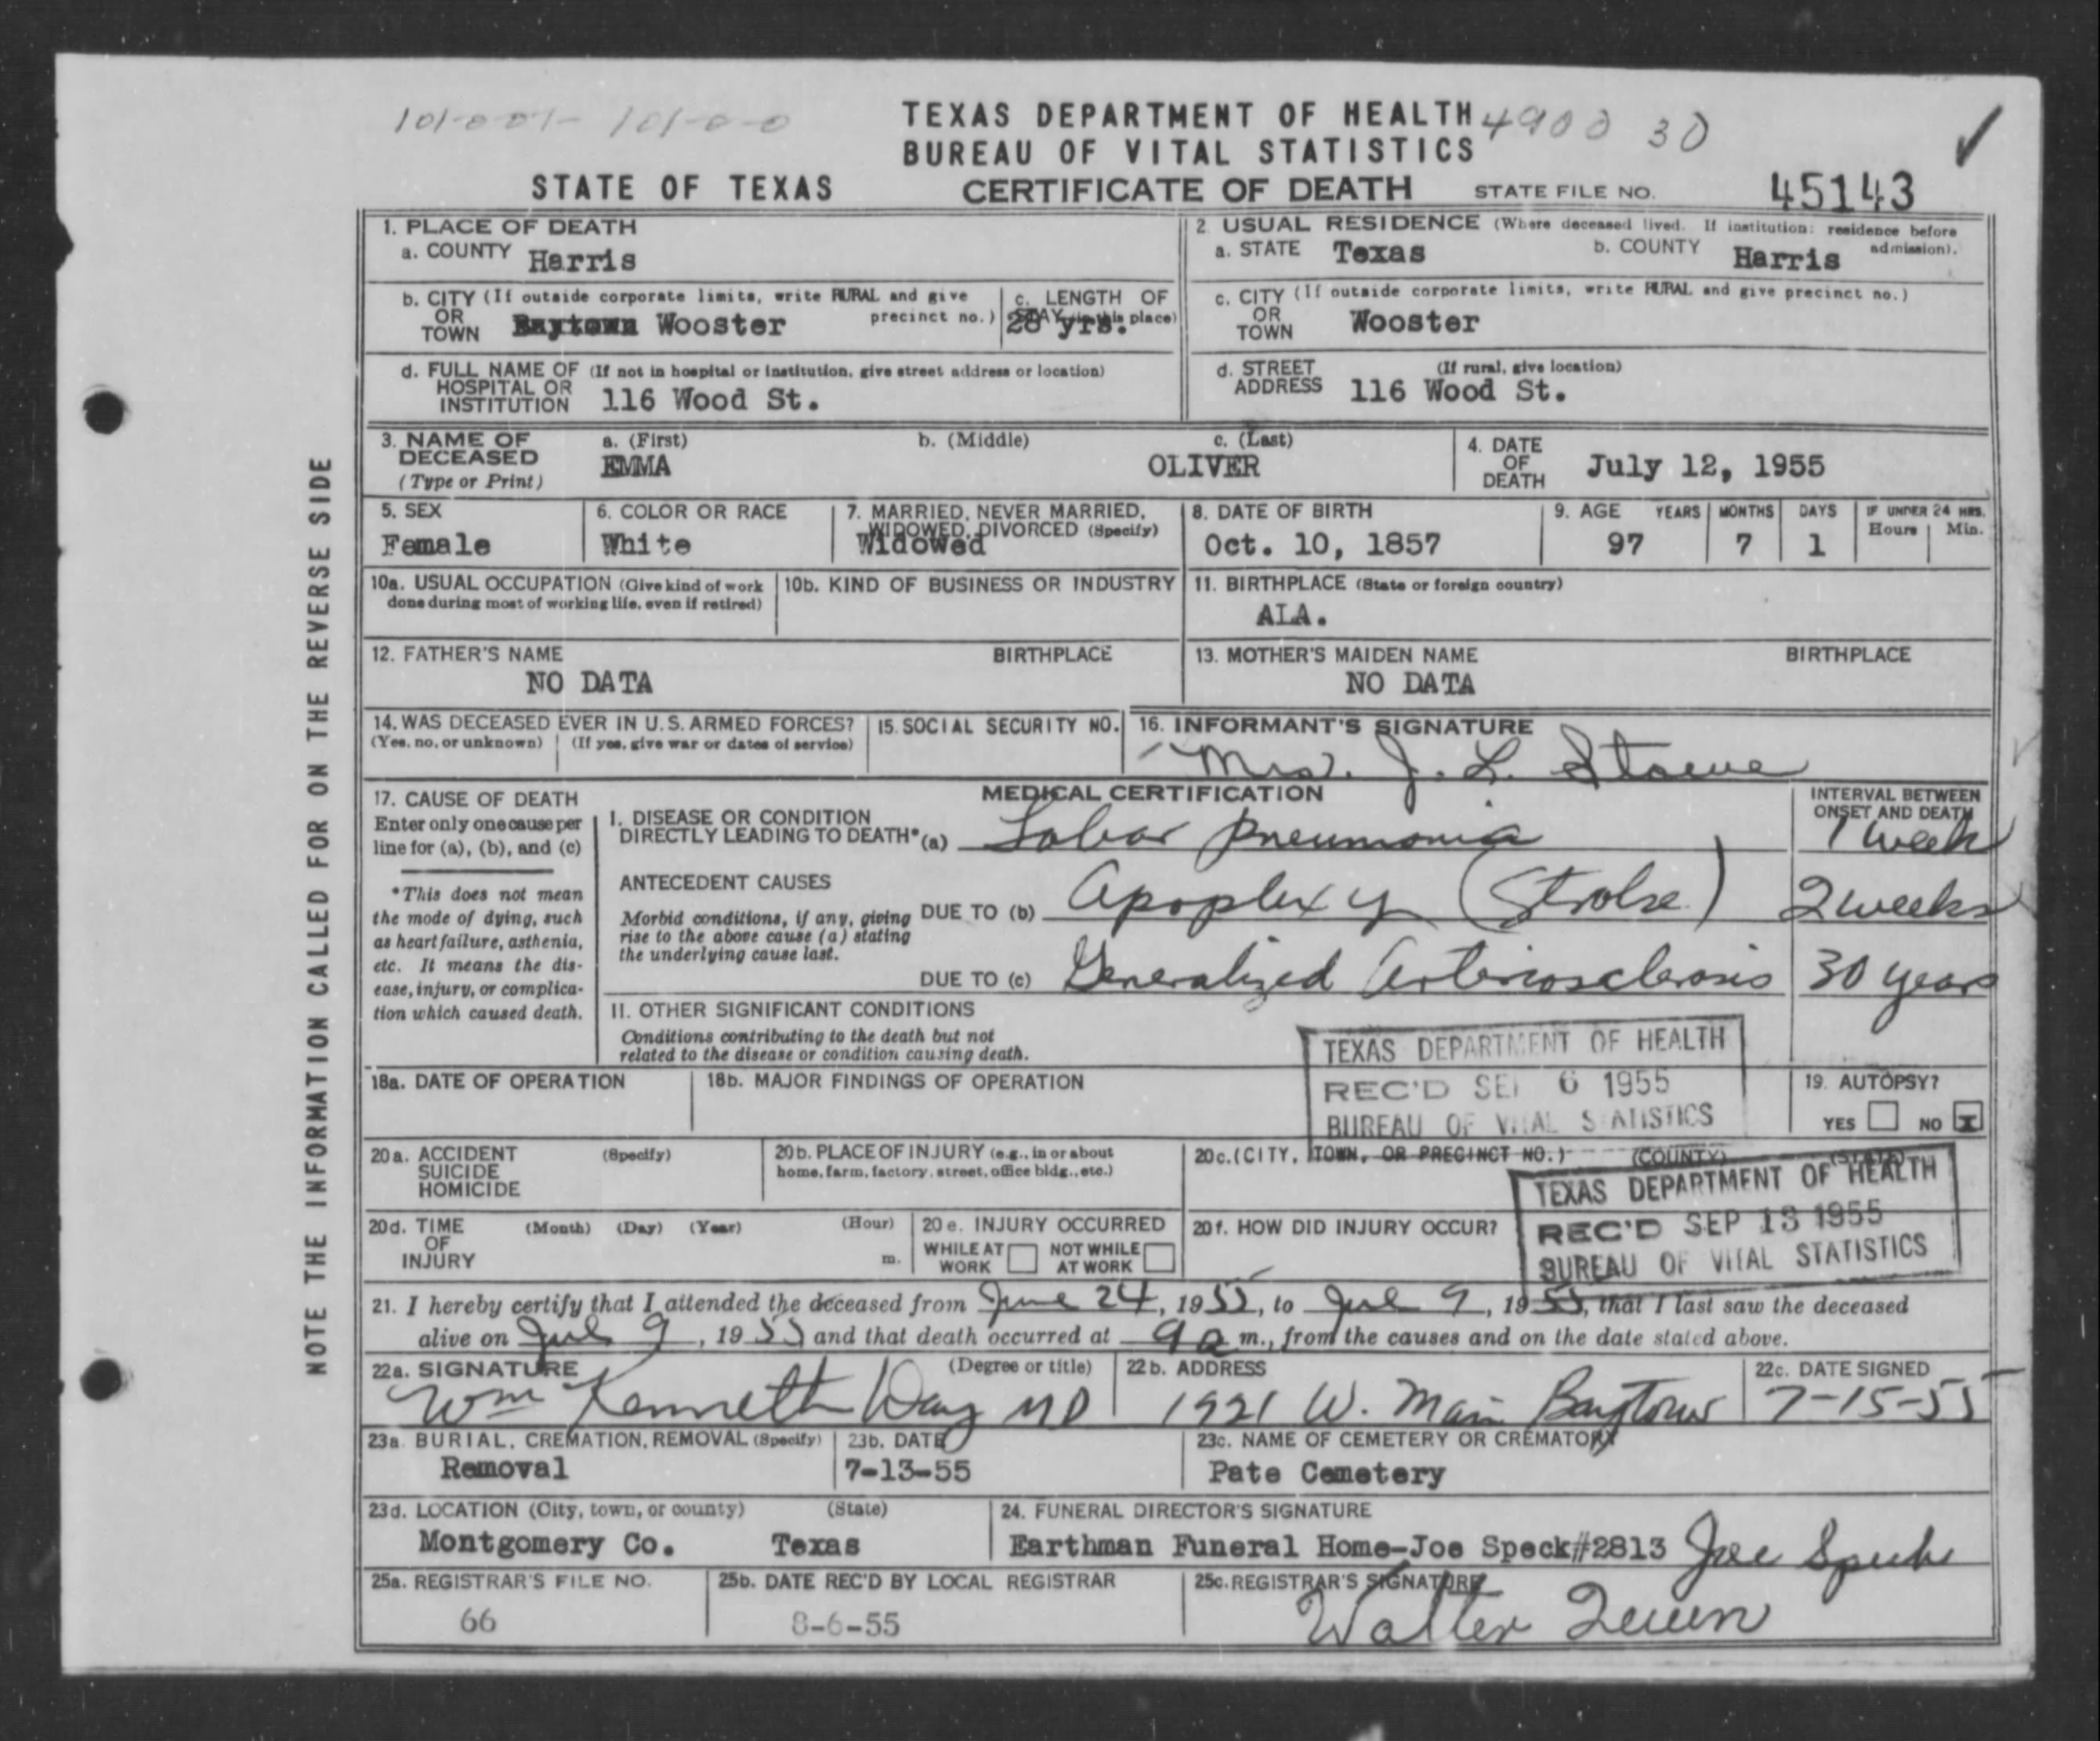 101-0-01- 101-0-0
TEXAS DEPARTMENT OF HEALTH 4900 30
BUREAU OF VITAL STATISTICS
STATE OF TEXAS CERTIFICATE OF DEATH STATE FILE NO. 45143
NOTE THE INFORMATION CALLED FOR ON THE REVERSE SIDE
1. PLACE OF DEATH
a. COUNTY Harris
2. USUAL RESIDENCE (Where deceased lived. If institution: residence before admission).
a. STATE Texas b. COUNTY Harris
b. CITY OR TOWN (If outside corporate limits, write RURAL and give precinct no.) Baytown Wooster
c. LENGTH OF STAY (in this place) 28 yrs.
c. CITY OR TOWN (If outside corporate limits, write RURAL and give precinct no.) Wooster
d. FULL NAME OF HOSPITAL OR INSTITUTION (If not in hospital or institution, give street address or location) 116 Wood St.
d. STREET ADDRESS (If rural, give location) 116 Wood St.
3. NAME OF DECEASED (Type or Print) a. (First) EMMA b. (Middle) c. (Last) OLIVER
4. DATE OF DEATH July 12, 1955
5. SEX Female
6. COLOR OR RACE White
7. MARRIED, NEVER MARRIED, WIDOWED, DIVORCED (Specify) Widowed
8. DATE OF BIRTH Oct. 10, 1857
9. AGE YEARS 97 MONTHS 7 DAYS 1 IF UNDER 24 HRS. Hours Min.
10a. USUAL OCCUPATION (Give kind of work done during most of working life, even if retired)
10b. KIND OF BUSINESS OR INDUSTRY
11. BIRTHPLACE (State or foreign country) ALA.
12. FATHER'S NAME BIRTHPLACE
NO DATA
13. MOTHER'S MAIDEN NAME BIRTHPLACE
NO DATA
14. WAS DECEASED EVER IN U.S. ARMED FORCES?
(Yes, no, or unknown) (If yes, give war or dates of service)
15. SOCIAL SECURITY NO.
16. INFORMANT'S SIGNATURE
Mrs. J. L.
17. CAUSE OF DEATH
Enter only one cause per line for (a), (b), and (c)
*This does not mean the mode of dying, such as heart failure, asthenia, etc. It means the disease, injury, or complication which caused death.
MEDICAL CERTIFICATION
INTERVAL BETWEEN ONSET AND DEATH
I. DISEASE OR CONDITION DIRECTLY LEADING TO DEATH* (a) Lobar pneumonia 1 week
ANTECEDENT CAUSES
Morbid conditions, if any, giving rise to the above cause (a) stating the underlying cause last.
DUE TO (b) Apoplexy (Stroke) 2 weeks
DUE TO (c) Generalized Arteriosclerosis 30 years
II. OTHER SIGNIFICANT CONDITIONS
Conditions contributing to the death but not related to the disease or condition causing death.
TEXAS DEPARTMENT OF HEALTH
REC'D SEP 6 1955
BUREAU OF VITAL STATISTICS
18a. DATE OF OPERATION
18b. MAJOR FINDINGS OF OPERATION
19. AUTOPSY?
YES NO X
20a. ACCIDENT SUICIDE HOMICIDE (Specify)
20b. PLACE OF INJURY (e.g., in or about home, farm, factory, street, office bldg., etc.)
20c. (CITY, TOWN, OR PRECINCT NO.) (COUNTY) (STATE)
TEXAS DEPARTMENT OF HEALTH
REC'D SEP 13 1955
BUREAU OF VITAL STATISTICS
20d. TIME OF INJURY (Month) (Day) (Year) (Hour) m.
20e. INJURY OCCURRED
WHILE AT WORK NOT WHILE AT WORK
20f. HOW DID INJURY OCCUR?
21. I hereby certify that I attended the deceased from June 24, 1955, to Jul 9, 1955, that I last saw the deceased
alive on Jul 9, 1955 and that death occurred at 9 a m., from the causes and on the date stated above.
22a. SIGNATURE (Degree or title)
Wm Kenneth Day MD
22b. ADDRESS
1921 W. Main Baytown
22c. DATE SIGNED
7-15-55
23a. BURIAL, CREMATION, REMOVAL (Specify)
Removal
23b. DATE
7-13-55
23c. NAME OF CEMETERY OR CREMATORY
Pate Cemetery
23d. LOCATION (City, town, or county) (State)
Montgomery Co. Texas
24. FUNERAL DIRECTOR'S SIGNATURE
Earthman Funeral Home-Joe Speck#2813 Joe Speck
25a. REGISTRAR'S FILE NO.
66
25b. DATE REC'D BY LOCAL REGISTRAR
8-6-55
25c. REGISTRAR'S SIGNATURE
Walter